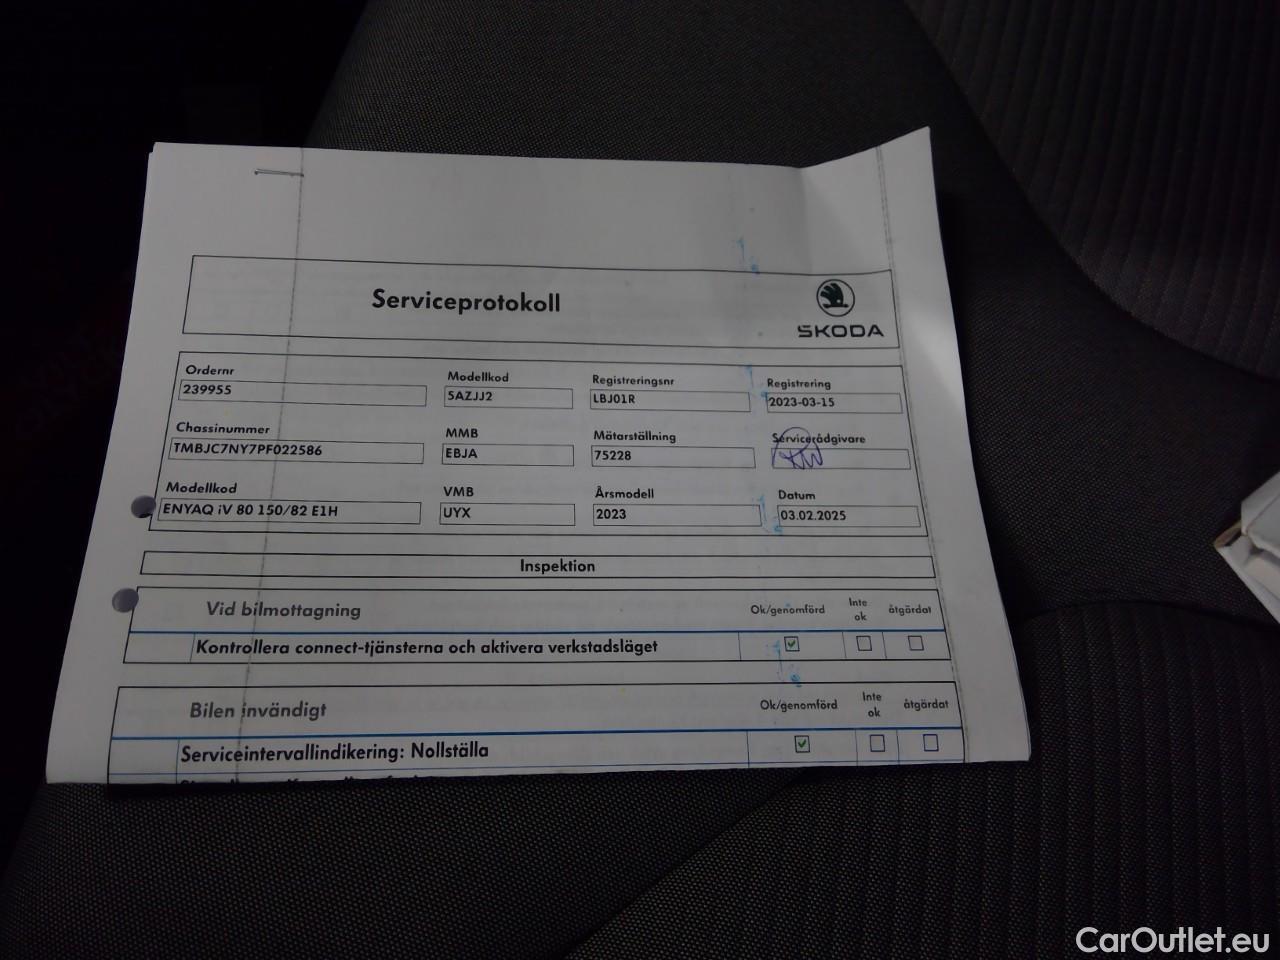 Serviceprotokoll
SKODA
Ordernr Modellkod Registreringsnr Registrering
239955 5AZJJ2 LBJ01R 2023-03-15
Chassinummer MMB Mätarställning Servicerådgivare
TMBJC7NY7PF022586 EBJA 75228
Modellkod VMB Årsmodell Datum
ENYAQ iV 80 150/82 E1H UYX 2023 03.02.2025
Inspektion
Vid bilmottagning Ok/genomförd Inte ok åtgärdat
Kontrollera connect-tjänsterna och aktivera verkstadsläget
Bilen invändigt Ok/genomförd Inte ok åtgärdat
Serviceintervallindikering: Nollställa
CarOutlet.eu